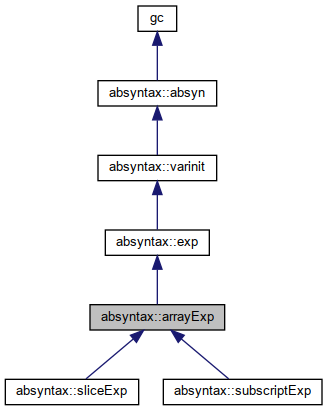 gc
absyntax::absyn
absyntax::varinit
absyntax::exp
absyntax::arrayExp
absyntax::sliceExp
absyntax::subscriptExp